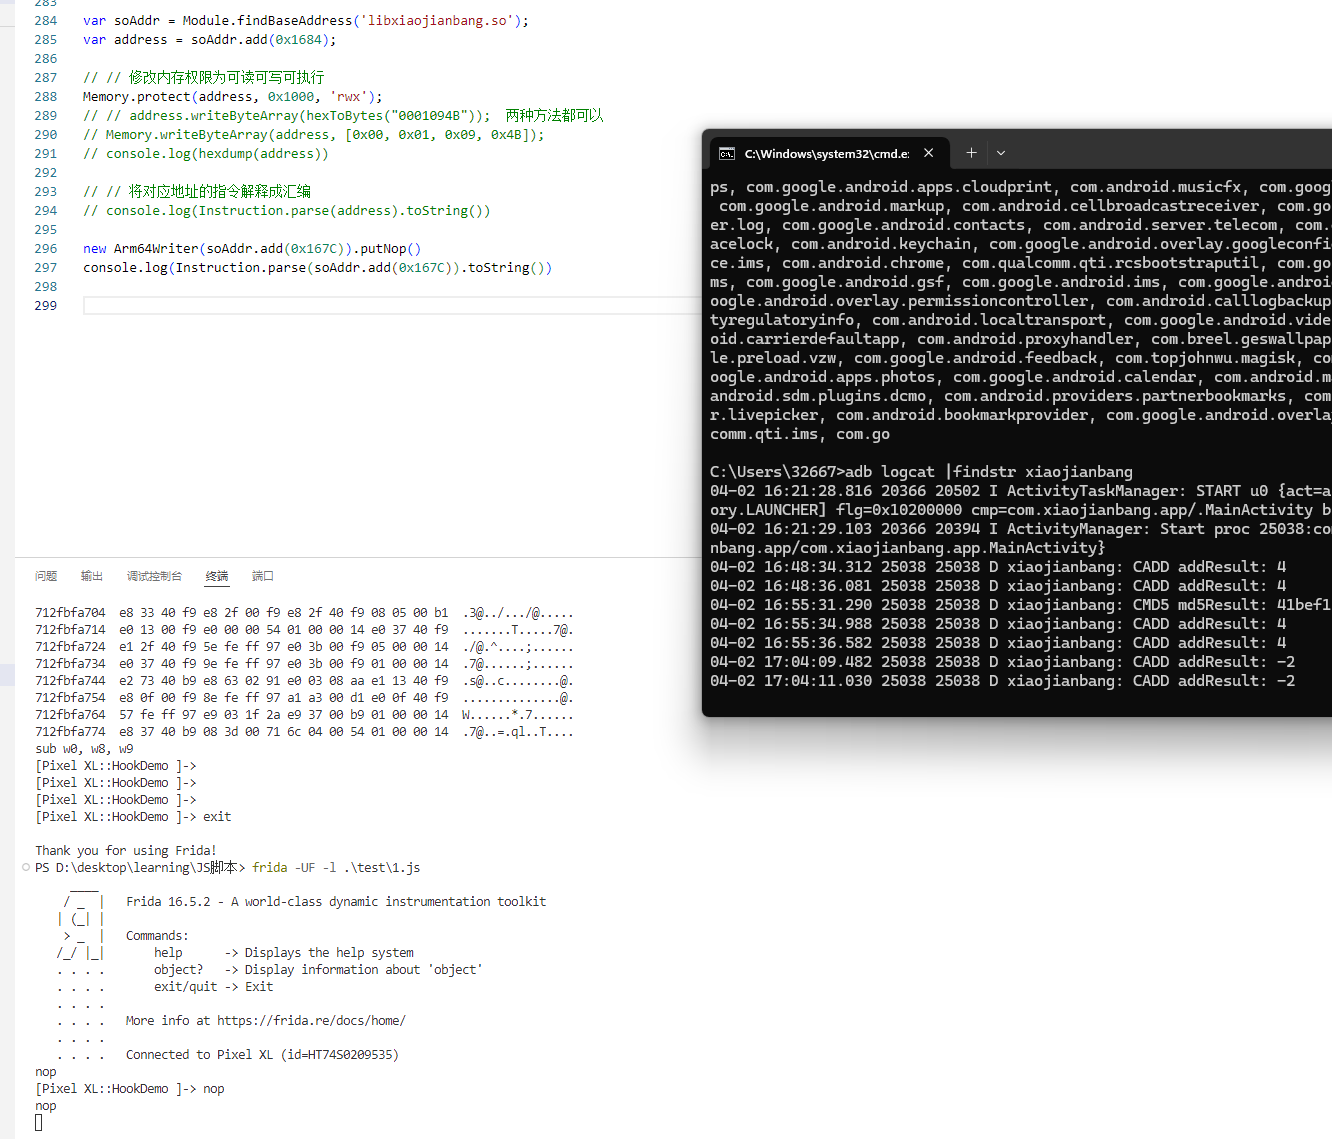 283
284 var soAddr = Module.findBaseAddress('libxiaojianbang.so');
285 var address = soAddr.add(0x1684);
286
287 // // 修改内存权限为可读可写可执行
288 Memory.protect(address, 0x1000, 'rwx');
289 // // address.writeByteArray(hexToBytes("0001094B"));  两种方法都可以
290 // Memory.writeByteArray(address, [0x00, 0x01, 0x09, 0x4B]);
291 // console.log(hexdump(address))
292
293 // // 将对应地址的指令解释成汇编
294 // console.log(Instruction.parse(address).toString())
295
296 new Arm64Writer(soAddr.add(0x167C)).putNop()
297 console.log(Instruction.parse(soAddr.add(0x167C)).toString())
298
299
问题 输出 调试控制台 终端 端口
712fbfa704  e8 33 40 f9 e8 2f 00 f9 e8 2f 40 f9 08 05 00 b1  .3@../.../@.....
712fbfa714  e0 13 00 f9 e0 00 00 54 01 00 00 14 e0 37 40 f9  .......T.....7@.
712fbfa724  e1 2f 40 f9 5e fe ff 97 e0 3b 00 f9 05 00 00 14  ./@.^....;......
712fbfa734  e0 37 40 f9 9e fe ff 97 e0 3b 00 f9 01 00 00 14  .7@......;......
712fbfa744  e2 73 40 b9 e8 63 02 91 e0 03 08 aa e1 13 40 f9  .s@..c........@.
712fbfa754  e8 0f 00 f9 8e fe ff 97 a1 a3 00 d1 e0 0f 40 f9  ..............@.
712fbfa764  57 fe ff 97 e9 03 1f 2a e9 37 00 b9 01 00 00 14  W......*.7......
712fbfa774  e8 37 40 b9 08 3d 00 71 6c 04 00 54 01 00 00 14  .7@..=.ql..T....
sub w0, w8, w9
[Pixel XL::HookDemo ]->
[Pixel XL::HookDemo ]->
[Pixel XL::HookDemo ]->
[Pixel XL::HookDemo ]-> exit
Thank you for using Frida!
PS D:\desktop\learning\JS脚本> frida -UF -l .\test\1.js
     ____
    / _  |   Frida 16.5.2 - A world-class dynamic instrumentation toolkit
   | (_| |
    > _  |   Commands:
   /_/ |_|       help      -> Displays the help system
   . . . .       object?   -> Display information about 'object'
   . . . .       exit/quit -> Exit
   . . . .
   . . . .   More info at https://frida.re/docs/home/
   . . . .
   . . . .   Connected to Pixel XL (id=HT74S0209535)
nop
[Pixel XL::HookDemo ]-> nop
nop
C:\Windows\system32\cmd.e
ps, com.google.android.apps.cloudprint, com.android.musicfx, com.goog
com.google.android.markup, com.android.cellbroadcastreceiver, com.go
er.log, com.google.android.contacts, com.android.server.telecom, com.
acelock, com.android.keychain, com.google.android.overlay.googleconfi
ce.ims, com.android.chrome, com.qualcomm.qti.rcsbootstraputil, com.go
ms, com.google.android.gsf, com.google.android.ims, com.google.androi
oogle.android.overlay.permissioncontroller, com.android.calllogbackup
tyregulatoryinfo, com.android.localtransport, com.google.android.vide
oid.carrierdefaultapp, com.android.proxyhandler, com.breel.geswallpap
le.preload.vzw, com.google.android.feedback, com.topjohnwu.magisk, co
oogle.android.apps.photos, com.google.android.calendar, com.android.m
android.sdm.plugins.dcmo, com.android.providers.partnerbookmarks, com
r.livepicker, com.android.bookmarkprovider, com.google.android.overla
comm.qti.ims, com.go
C:\Users\32667>adb logcat |findstr xiaojianbang
04-02 16:21:28.816 20366 20502 I ActivityTaskManager: START u0 {act=a
ory.LAUNCHER] flg=0x10200000 cmp=com.xiaojianbang.app/.MainActivity b
04-02 16:21:29.103 20366 20394 I ActivityManager: Start proc 25038:co
nbang.app/com.xiaojianbang.app.MainActivity}
04-02 16:48:34.312 25038 25038 D xiaojianbang: CADD addResult: 4
04-02 16:48:36.081 25038 25038 D xiaojianbang: CADD addResult: 4
04-02 16:55:31.290 25038 25038 D xiaojianbang: CMD5 md5Result: 41bef1
04-02 16:55:34.988 25038 25038 D xiaojianbang: CADD addResult: 4
04-02 16:55:36.582 25038 25038 D xiaojianbang: CADD addResult: 4
04-02 17:04:09.482 25038 25038 D xiaojianbang: CADD addResult: -2
04-02 17:04:11.030 25038 25038 D xiaojianbang: CADD addResult: -2